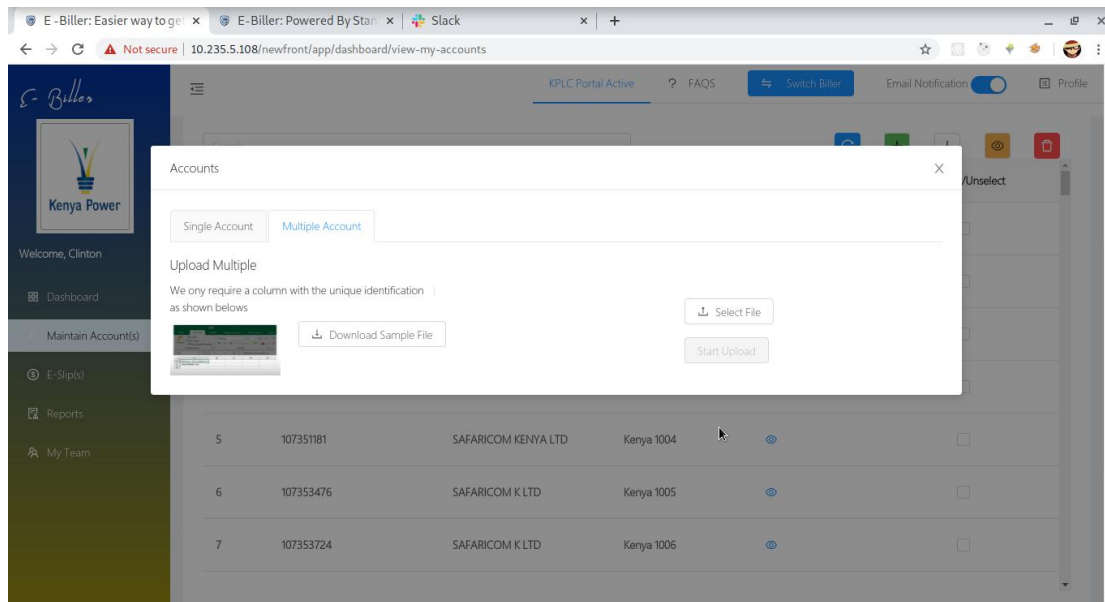 E -Biller: Easier way to ge
E-Biller: Powered By Stan
Slack
Not secure | 10.235.5.108/newfront/app/dashboard/view-my-accounts
E- Biller
KPLC Portal Active
? FAQS
Switch Biller
Email Notification
Profile
Kenya Power
Welcome, Clinton
Dashboard
Maintain Account(s)
E-Slip(s)
Reports
My Team
Accounts
/Unselect
Single Account
Multiple Account
Upload Multiple
We ony require a column with the unique identification
as shown belows
Download Sample File
Select File
Start Upload
5 107351181 SAFARICOM KENYA LTD Kenya 1004
6 107353476 SAFARICOM K LTD Kenya 1005
7 107353724 SAFARICOM K LTD Kenya 1006